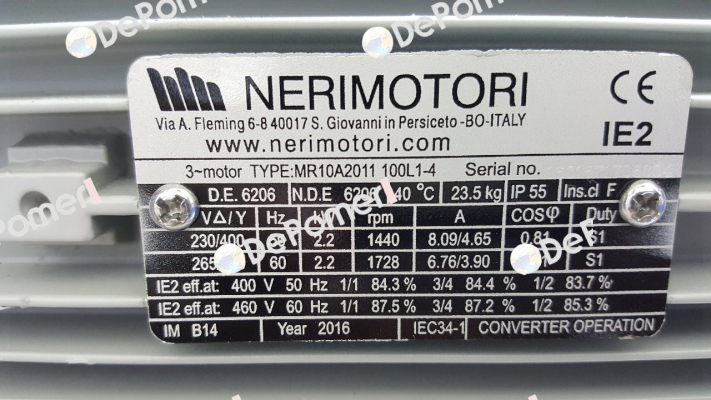 DePomeri
DePomeri
NERIMOTORI CE
Via A. Fleming 6-8 40017 S. Giovanni in Persiceto -BO-ITALY
www.nerimotori.com IE2
3~motor TYPE:MR10A2011 100L1-4 Serial no.
D.E. 6206 N.D.E 40 °C 23.5 kg IP 55 Ins.cl F
V∆/Y Hz rpm A COSφ Duty
230/400 2.2 1440 8.09/4.65 0.81 S1
60 2.2 1728 6.76/3.90 S1
IE2 eff.at: 400 V 50 Hz 1/1 84.3% 3/4 84.4 % 1/2 83.7%
IE2 eff.at: 460 V 60 Hz 1/1 87.5% 3/4 87.2 % 1/2 85.3%
IM B14 Year 2016 IEC34-1 CONVERTER OPERATION